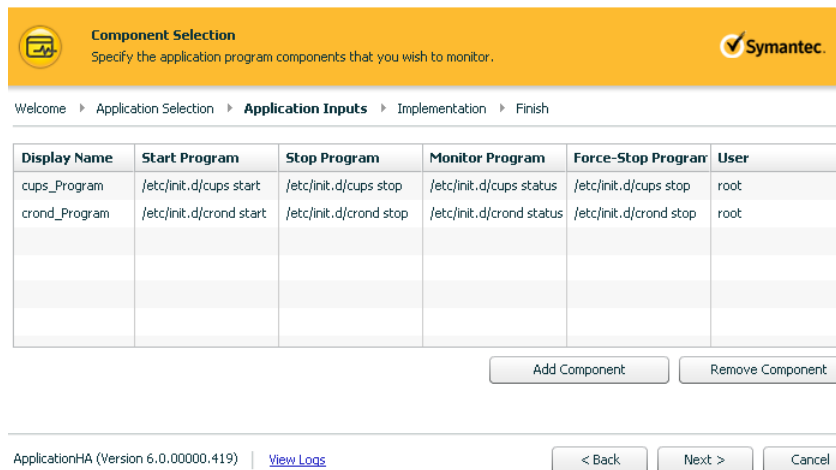 Component Selection
Specify the application program components that you wish to monitor.
Symantec.
Welcome Application Selection Application Inputs Implementation Finish
Display Name Start Program Stop Program Monitor Program Force-Stop Program User
cups_Program /etc/init.d/cups start /etc/init.d/cups stop /etc/init.d/cups status /etc/init.d/cups stop root
crond_Program /etc/init.d/crond start /etc/init.d/crond stop /etc/init.d/crond status /etc/init.d/crond stop root
Add Component Remove Component
ApplicationHA (Version 6.0.00000.419) View Logs < Back Next > Cancel